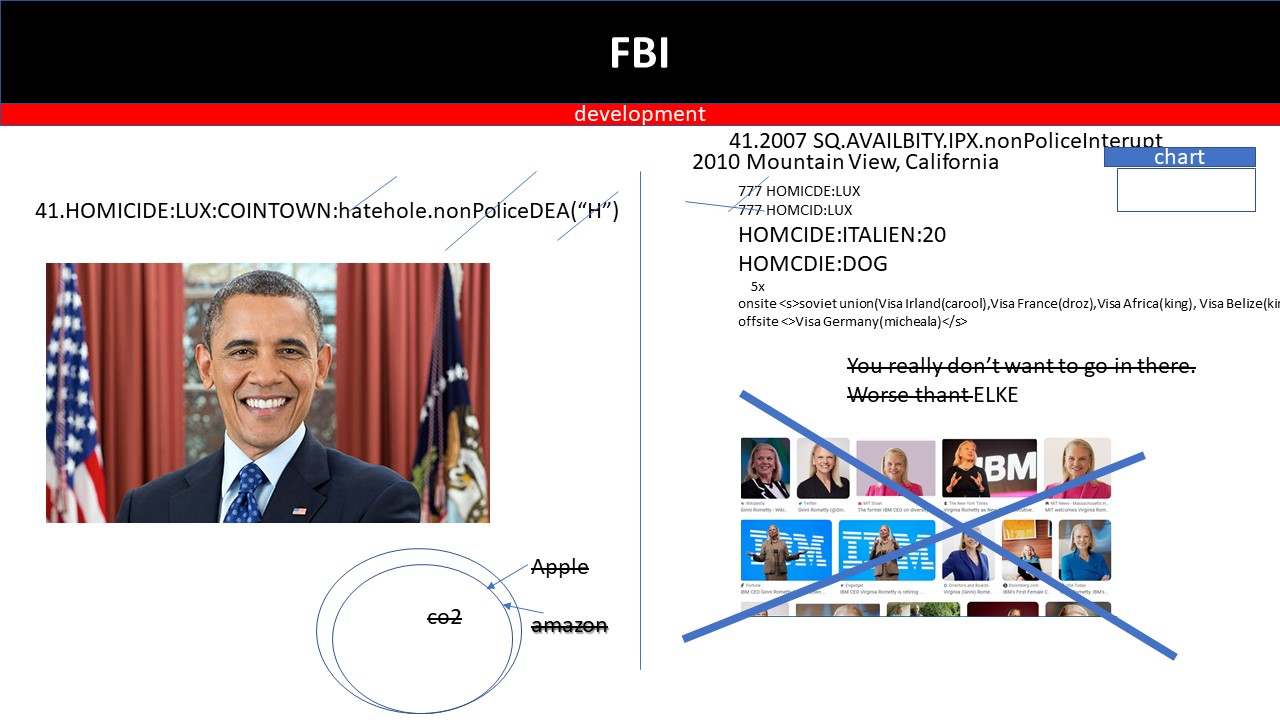 FBI
development
41.2007 SQ.AVAILBITY.IPX.nonPoliceInterupt
2010 Mountain View, California
chart
777 HOMICDE:LUX
777 HOMCID:LUX
41.HOMICIDE:LUX:COINTOWN:hatehole.nonPoliceDEA(“H”)
HOMCIDE:ITALIEN:20
HOMCDIE:DOG
5x
onsite <s>soviet union(Visa Irland(carool),Visa France(droz),Visa Africa(king), Visa Belize(kin
offsite <>Visa Germany(micheala)</s>
You really don’t want to go in there.
Worse thant ELKE
IBM
Wikipedia
Ginni Rometty - Wiki...
Twitter
Ginni Rometty (@Gin...
MIT Sloan
The former IBM CEO on diversity
The New York Times
Virginia Rometty as
MIT News - Massachusetts In...
MIT welcomes Virginia Rom...
IBM
IBM
Fortune
IBM CEO Ginni Rometty
Engadget
IBM CEO Virginia Rometty is retiring ...
Directors and Boards
Virginia (Ginni) Rome...
Bloomberg.com
IBM's First Female C...
Rometty, IBM's ...
Apple
co2
amazon